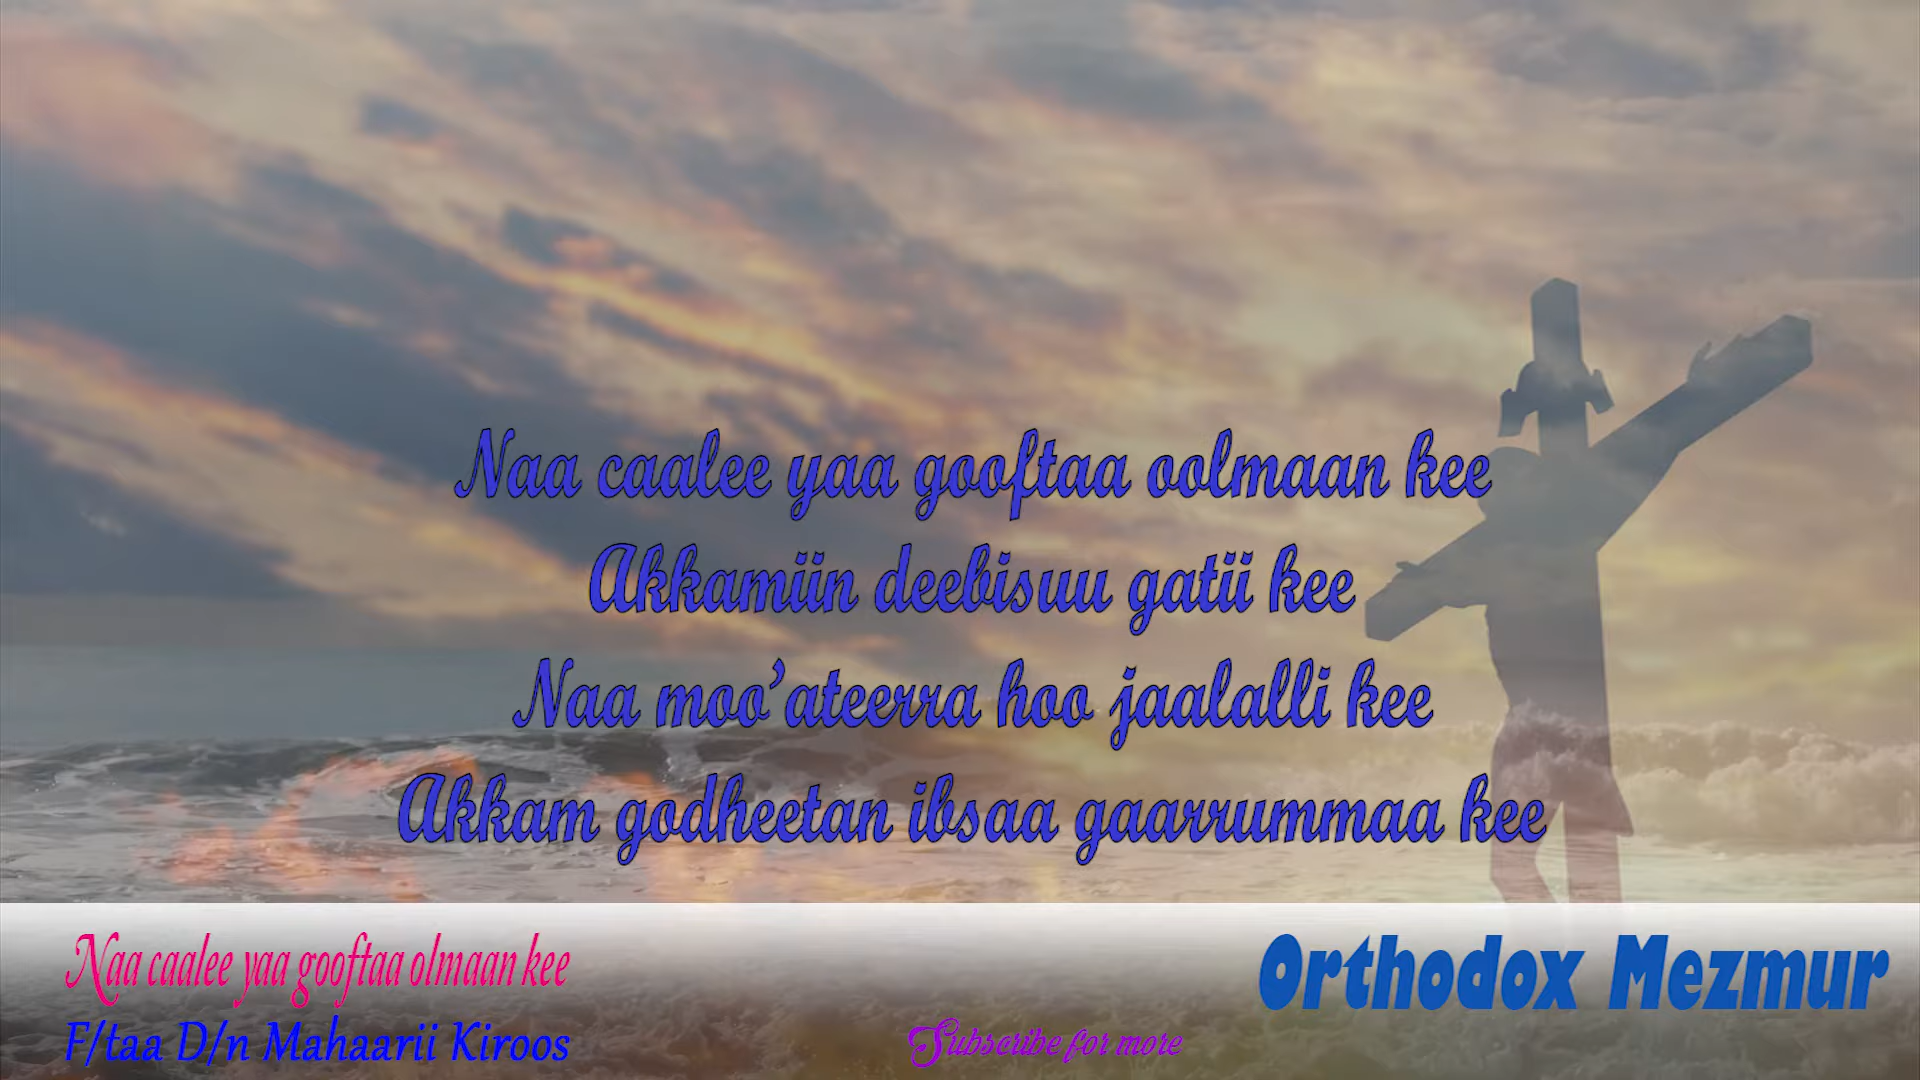 Naa caalee yaa gooftaa oolmaan kee
Akkamiin deebisuu gatii kee
Naa moo'ateerra hoo jaalalli kee
Akkam godheetan ibsaa gaarrummaa kee
Naa caalee yaa gooftaa olmaan kee
F/taa D/n Mahaarii Kiroos
Subscribe for more
Orthodox Mezmur